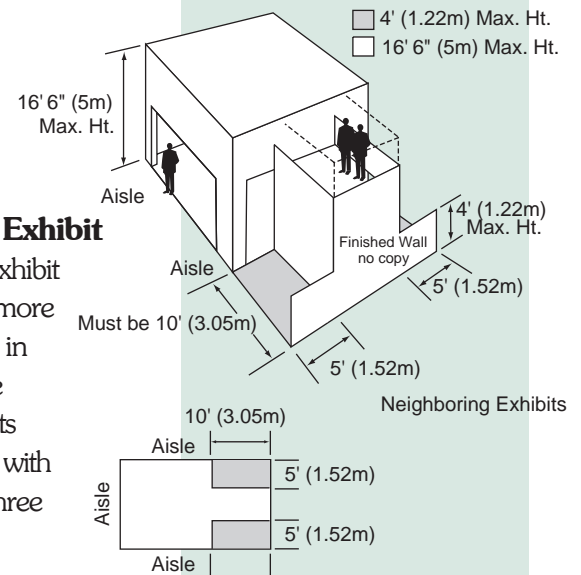 4' (1.22m) Max. Ht.
16' 6" (5m) Max. Ht.
16' 6" (5m)
Max. Ht.
Aisle
Exhibit
xhibit
more
in
e
ts
with
hree
Aisle
Must be 10' (3.05m)
Finished Wall
no copy
4' (1.22m)
Max. Ht.
5' (1.52m)
5' (1.52m)
Neighboring Exhibits
10' (3.05m)
Aisle
5' (1.52m)
Aisle
5' (1.52m)
Aisle